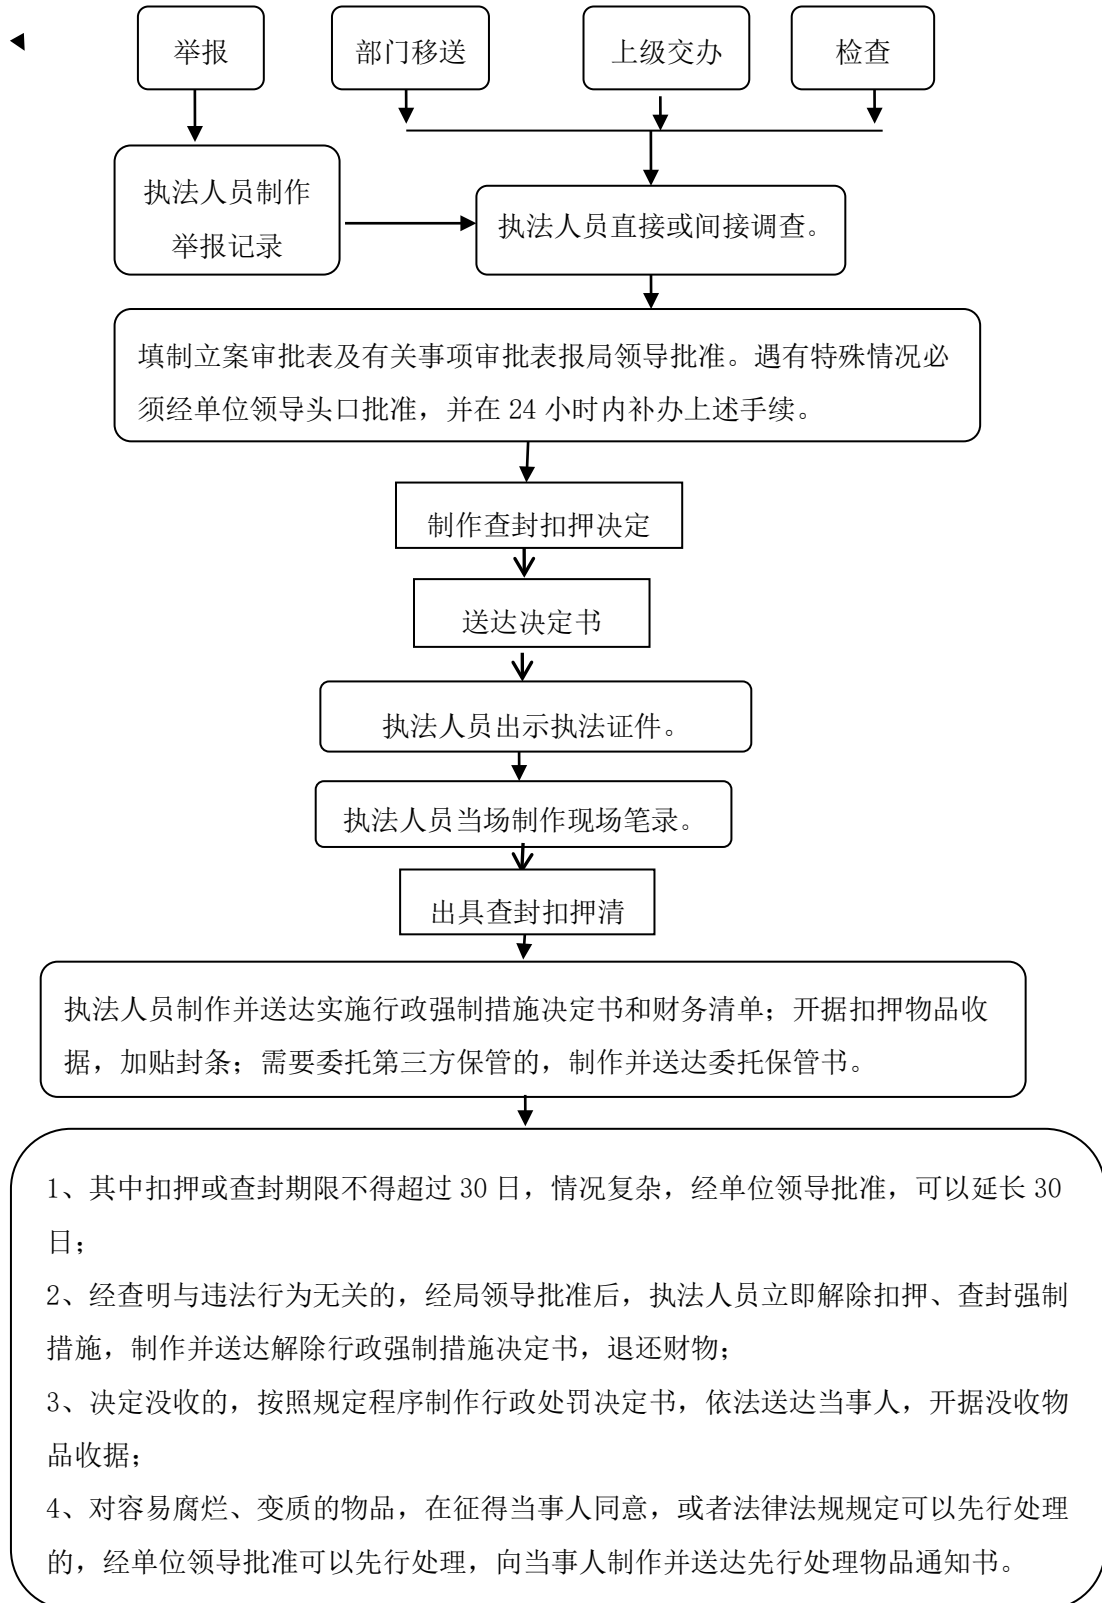 举报
部门移送
上级交办
检查
执法人员制作
举报记录
执法人员直接或间接调查。
填制立案审批表及有关事项审批表报局领导批准。遇有特殊情况必
须经单位领导头口批准，并在 24 小时内补办上述手续。
制作查封扣押决定
送达决定书
执法人员出示执法证件。
执法人员当场制作现场笔录。
出具查封扣押清
执法人员制作并送达实施行政强制措施决定书和财务清单；开据扣押物品收
据，加贴封条；需要委托第三方保管的，制作并送达委托保管书。
1、其中扣押或查封期限不得超过 30 日，情况复杂，经单位领导批准，可以延长 30
日；
2、经查明与违法行为无关的，经局领导批准后，执法人员立即解除扣押、查封强制
措施，制作并送达解除行政强制措施决定书，退还财物；
3、决定没收的，按照规定程序制作行政处罚决定书，依法送达当事人，开据没收物
品收据；
4、对容易腐烂、变质的物品，在征得当事人同意，或者法律法规规定可以先行处理
的，经单位领导批准可以先行处理，向当事人制作并送达先行处理物品通知书。